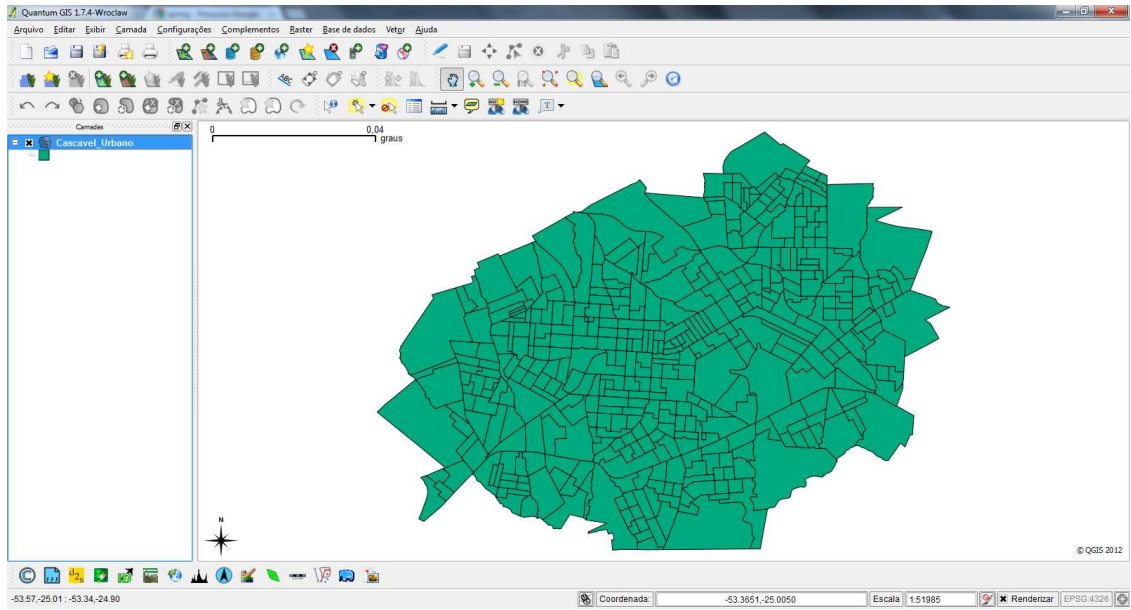 Quantum GIS 1.7.4-Wroclaw
Arquivo Editar Exibir Camada Configurações Complementos Raster Base de dados Vetor Ajuda
Camadas
Cascavel_Urbano
0 0,04
graus
N
© QGIS 2012
-53.57,-25.01 : -53.34,-24.90
Coordenada: -53.3651,-25.0050 Escala 1:51985 Renderizar EPSG:4326